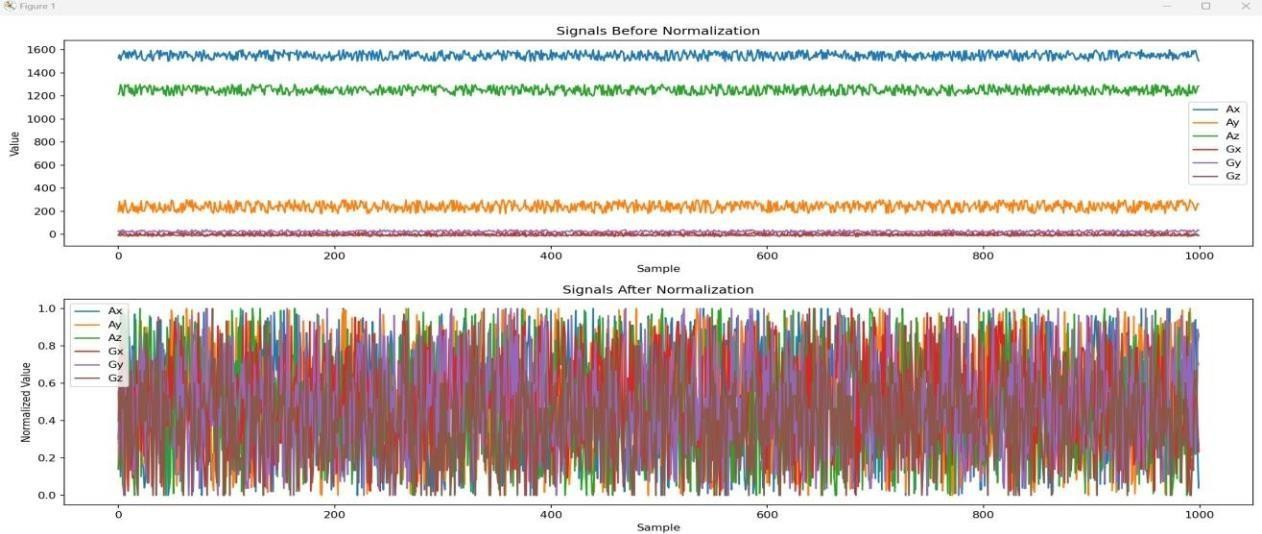 Figure 1
Signals Before Normalization
1600
1400
1200
1000
800
600
400
200
0
Value
Ax
Ay
Az
Gx
Gy
Gz
0 200 400 600 800 1000
Sample
Signals After Normalization
1.0
0.8
0.6
0.4
0.2
0.0
Normalized Value
Ax
Ay
Az
Gx
Gy
Gz
0 200 400 600 800 1000
Sample